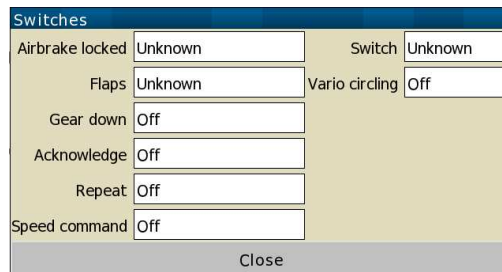 Switches
Airbrake locked Unknown Switch Unknown
Flaps Unknown Vario circling Off
Gear down Off
Acknowledge Off
Repeat Off
Speed command Off
Close